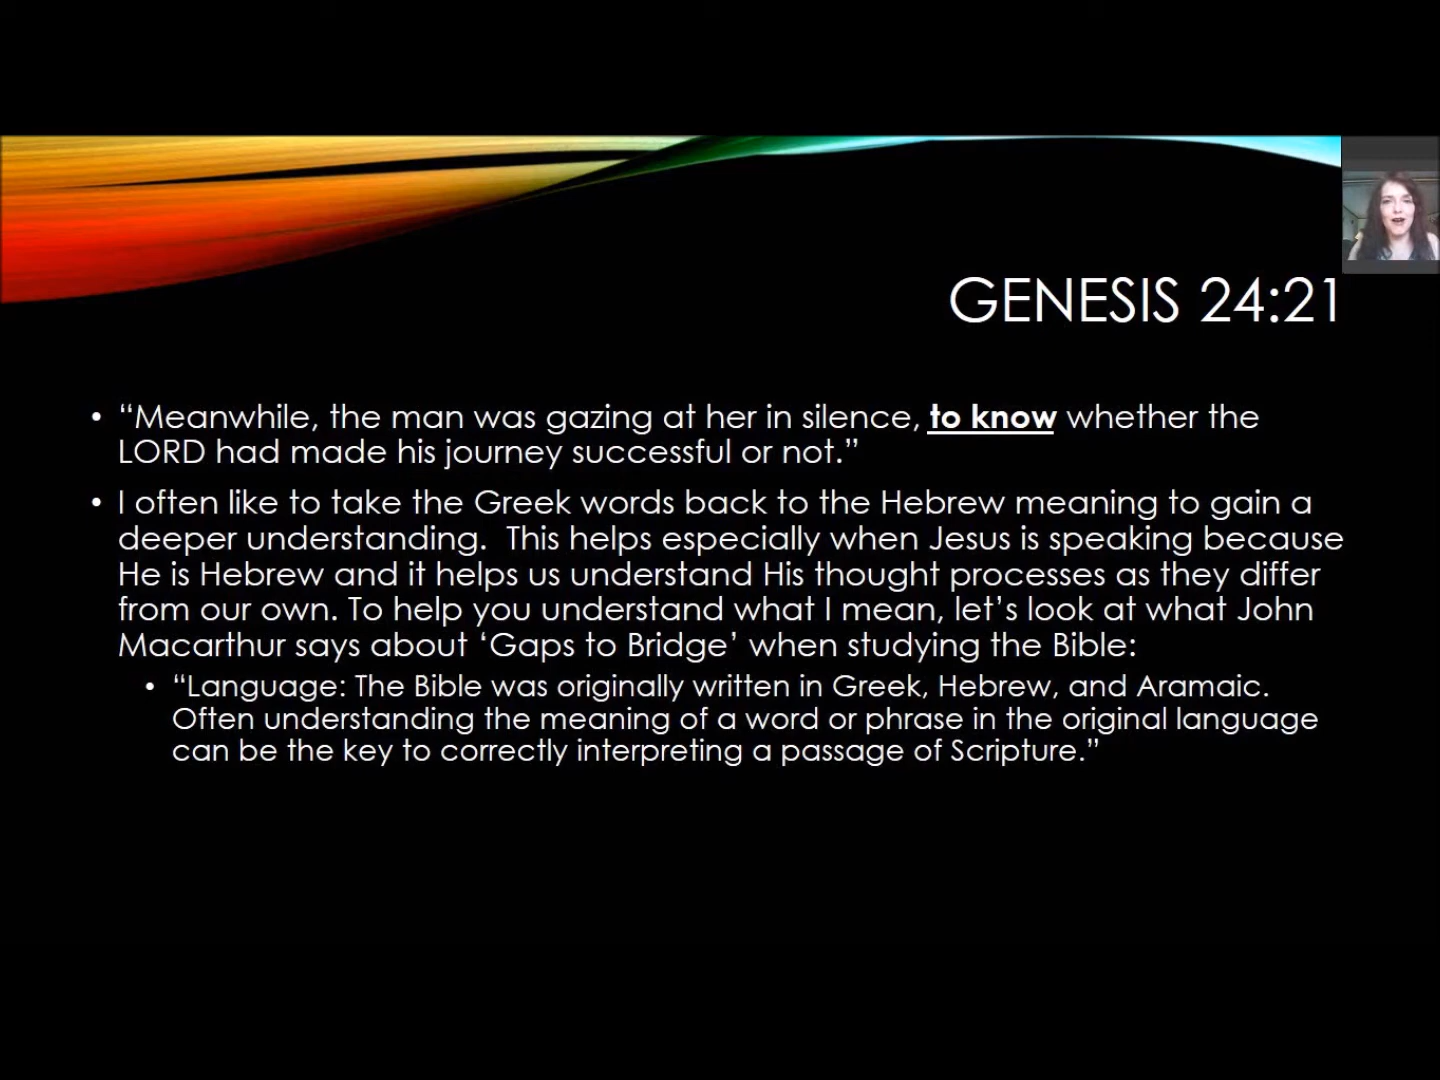 GENESIS 24:21
• “Meanwhile, the man was gazing at her in silence, to know whether the
LORD had made his journey successful or not.”
• I often like to take the Greek words back to the Hebrew meaning to gain a
deeper understanding.  This helps especially when Jesus is speaking because
He is Hebrew and it helps us understand His thought processes as they differ
from our own. To help you understand what I mean, let’s look at what John
Macarthur says about ‘Gaps to Bridge’ when studying the Bible:
• “Language: The Bible was originally written in Greek, Hebrew, and Aramaic.
Often understanding the meaning of a word or phrase in the original language
can be the key to correctly interpreting a passage of Scripture.”